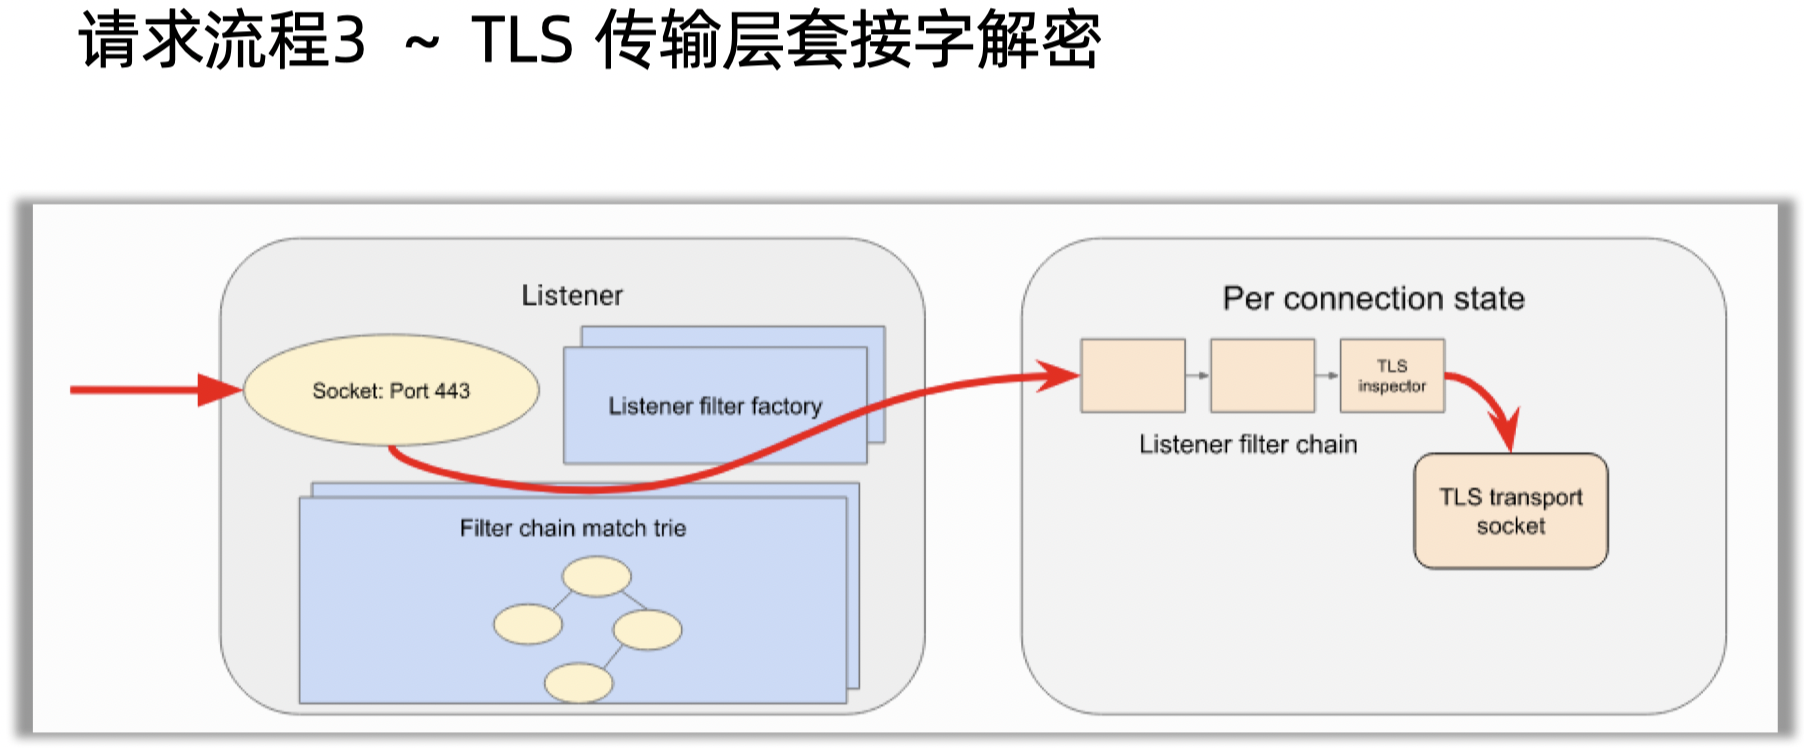 请求流程3 ~ TLS 传输层套接字解密
Listener
Socket: Port 443
Listener filter factory
Filter chain match trie
Per connection state
TLS
inspector
Listener filter chain
TLS transport
socket